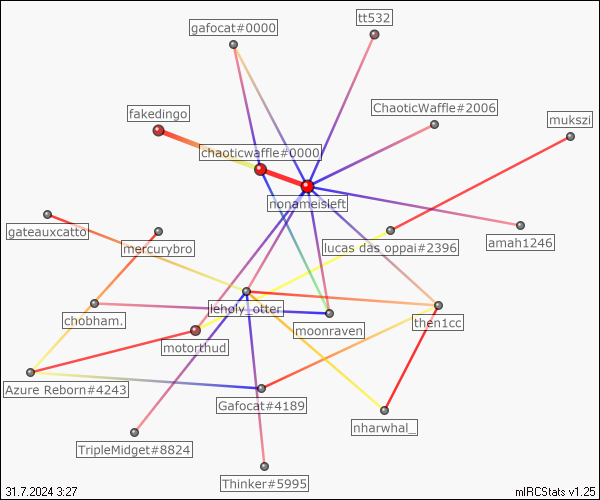 tt532
gafocat#0000
ChaoticWaffle#2006
fakedingo
mukszi
chaoticwaffle#0000
nonameisleft
gateauxcatto
mercurybro
lucas das oppai#2396
amah1246
leholy_otter
chobham.
moonraven
then1cc
motorthud
Azure Reborn#4243
Gafocat#4189
nharwhal_
TripleMidget#8824
Thinker#5995
31.7.2023 3:27
mIRCStats v1.25